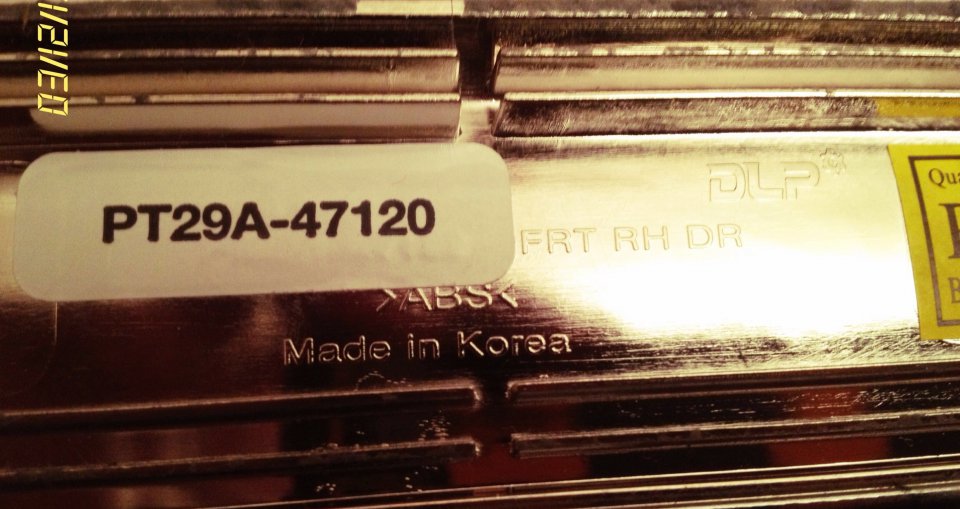 PT29A-47120
DLP
FRT RH DR
>ABS<
Made in Korea